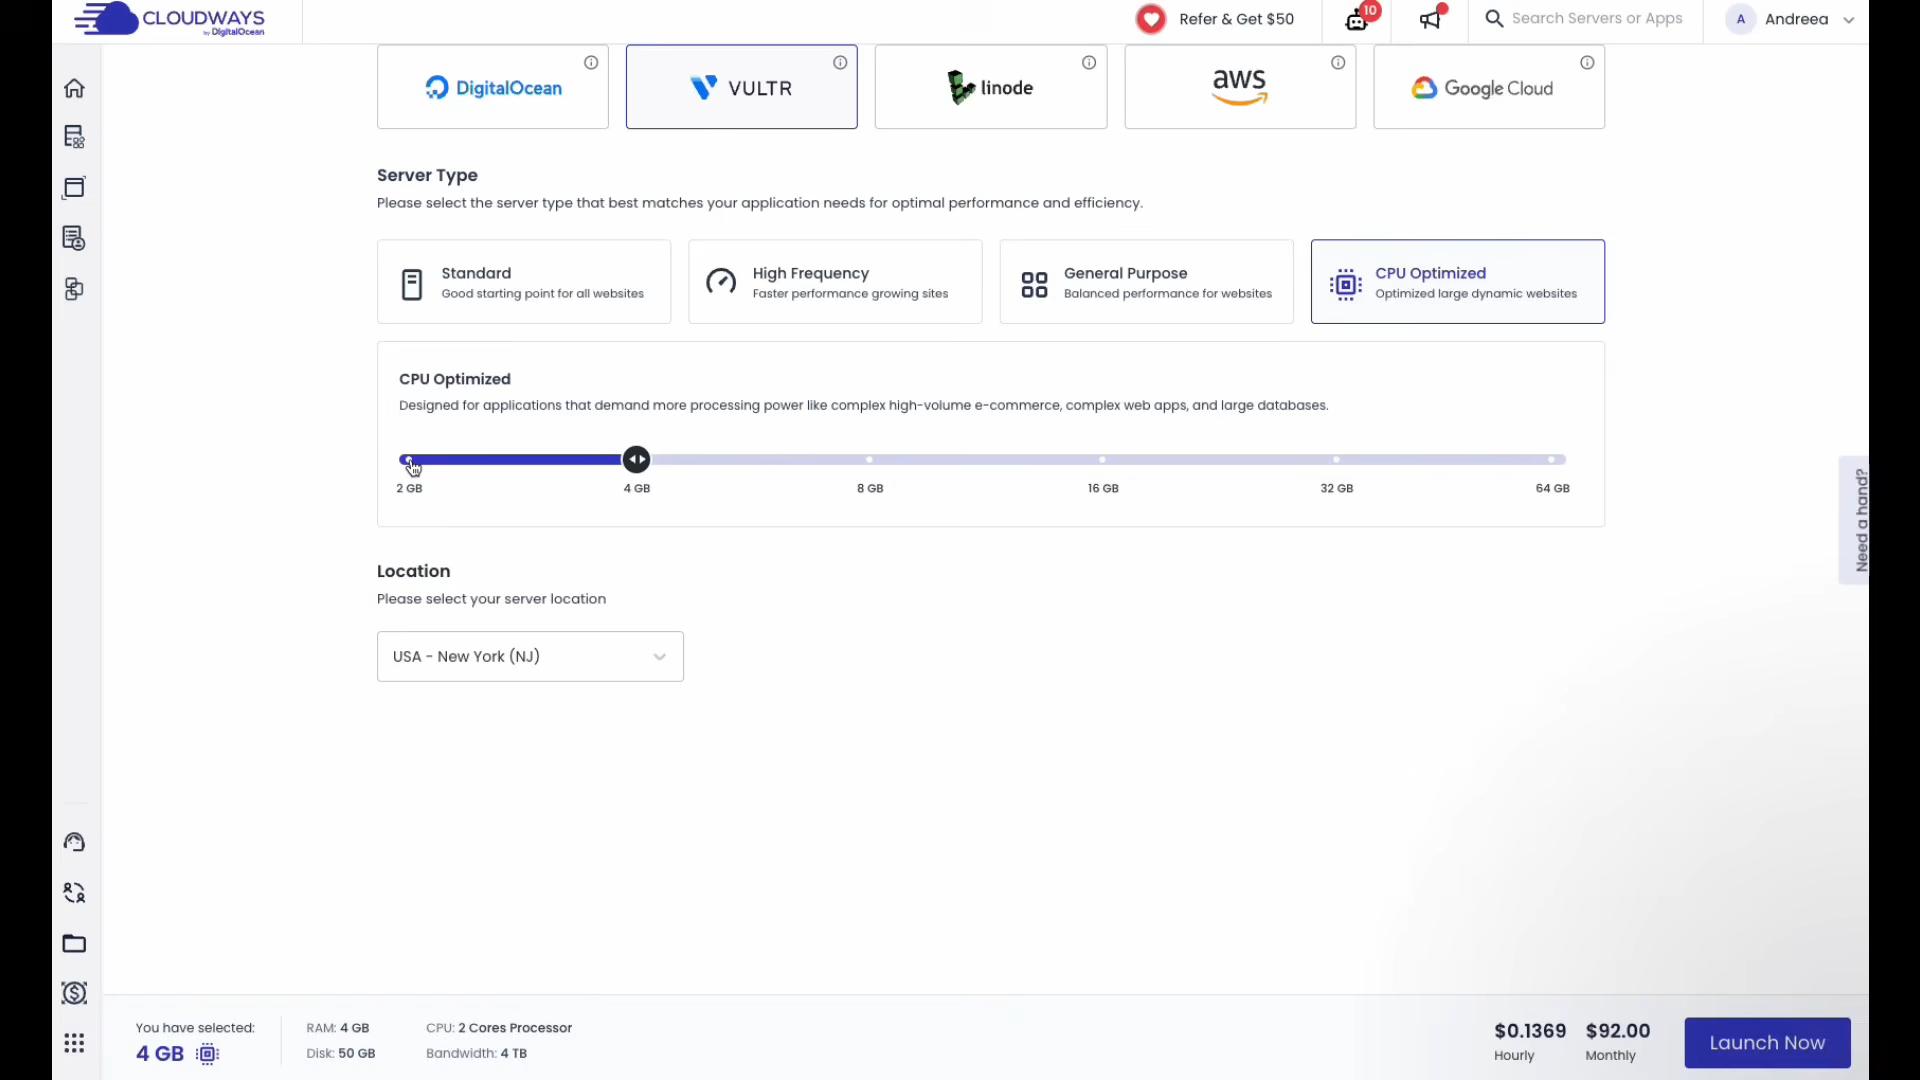 CLOUDWAYS
by DigitalOcean
Refer & Get $50
10
Search Servers or Apps
A
Andreea
DigitalOcean
VULTR
linode
aws
Google Cloud
Server Type
Please select the server type that best matches your application needs for optimal performance and efficiency.
Standard
Good starting point for all websites
High Frequency
Faster performance growing sites
General Purpose
Balanced performance for websites
CPU Optimized
Optimized large dynamic websites
CPU Optimized
Designed for applications that demand more processing power like complex high-volume e-commerce, complex web apps, and large databases.
2 GB
4 GB
8 GB
16 GB
32 GB
64 GB
Need a hand?
Location
Please select your server location
USA - New York (NJ)
You have selected:
4 GB
RAM: 4 GB
Disk: 50 GB
CPU: 2 Cores Processor
Bandwidth: 4 TB
$0.1369
Hourly
$92.00
Monthly
Launch Now